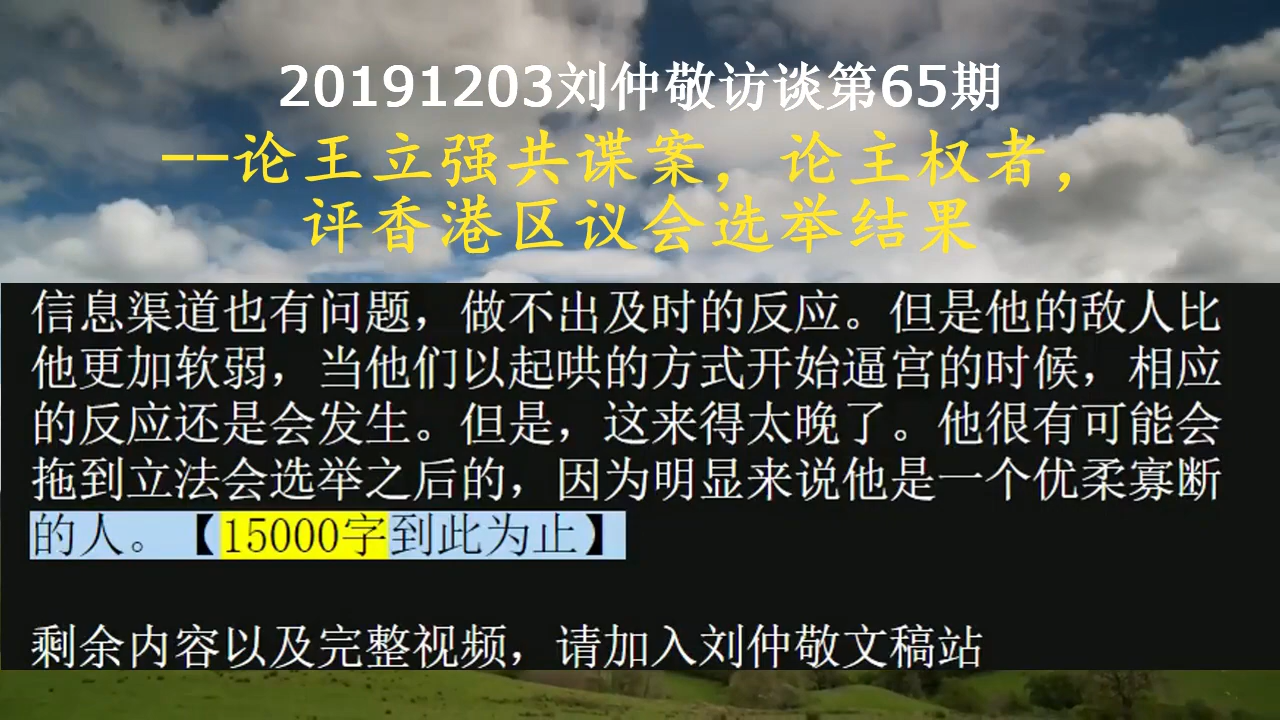 20191203刘仲敬访谈第65期
--论王立强共谍案，论主权者，
评香港区议会选举结果
信息渠道也有问题，做不出及时的反应。但是他的敌人比
他更加软弱，当他们以起哄的方式开始逼宫的时候，相应
的反应还是会发生。但是，这来得太晚了。他很有可能会
拖到立法会选举之后的，因为明显来说他是一个优柔寡断
的人。【15000字到此为止】
剩余内容以及完整视频，请加入刘仲敬文稿站